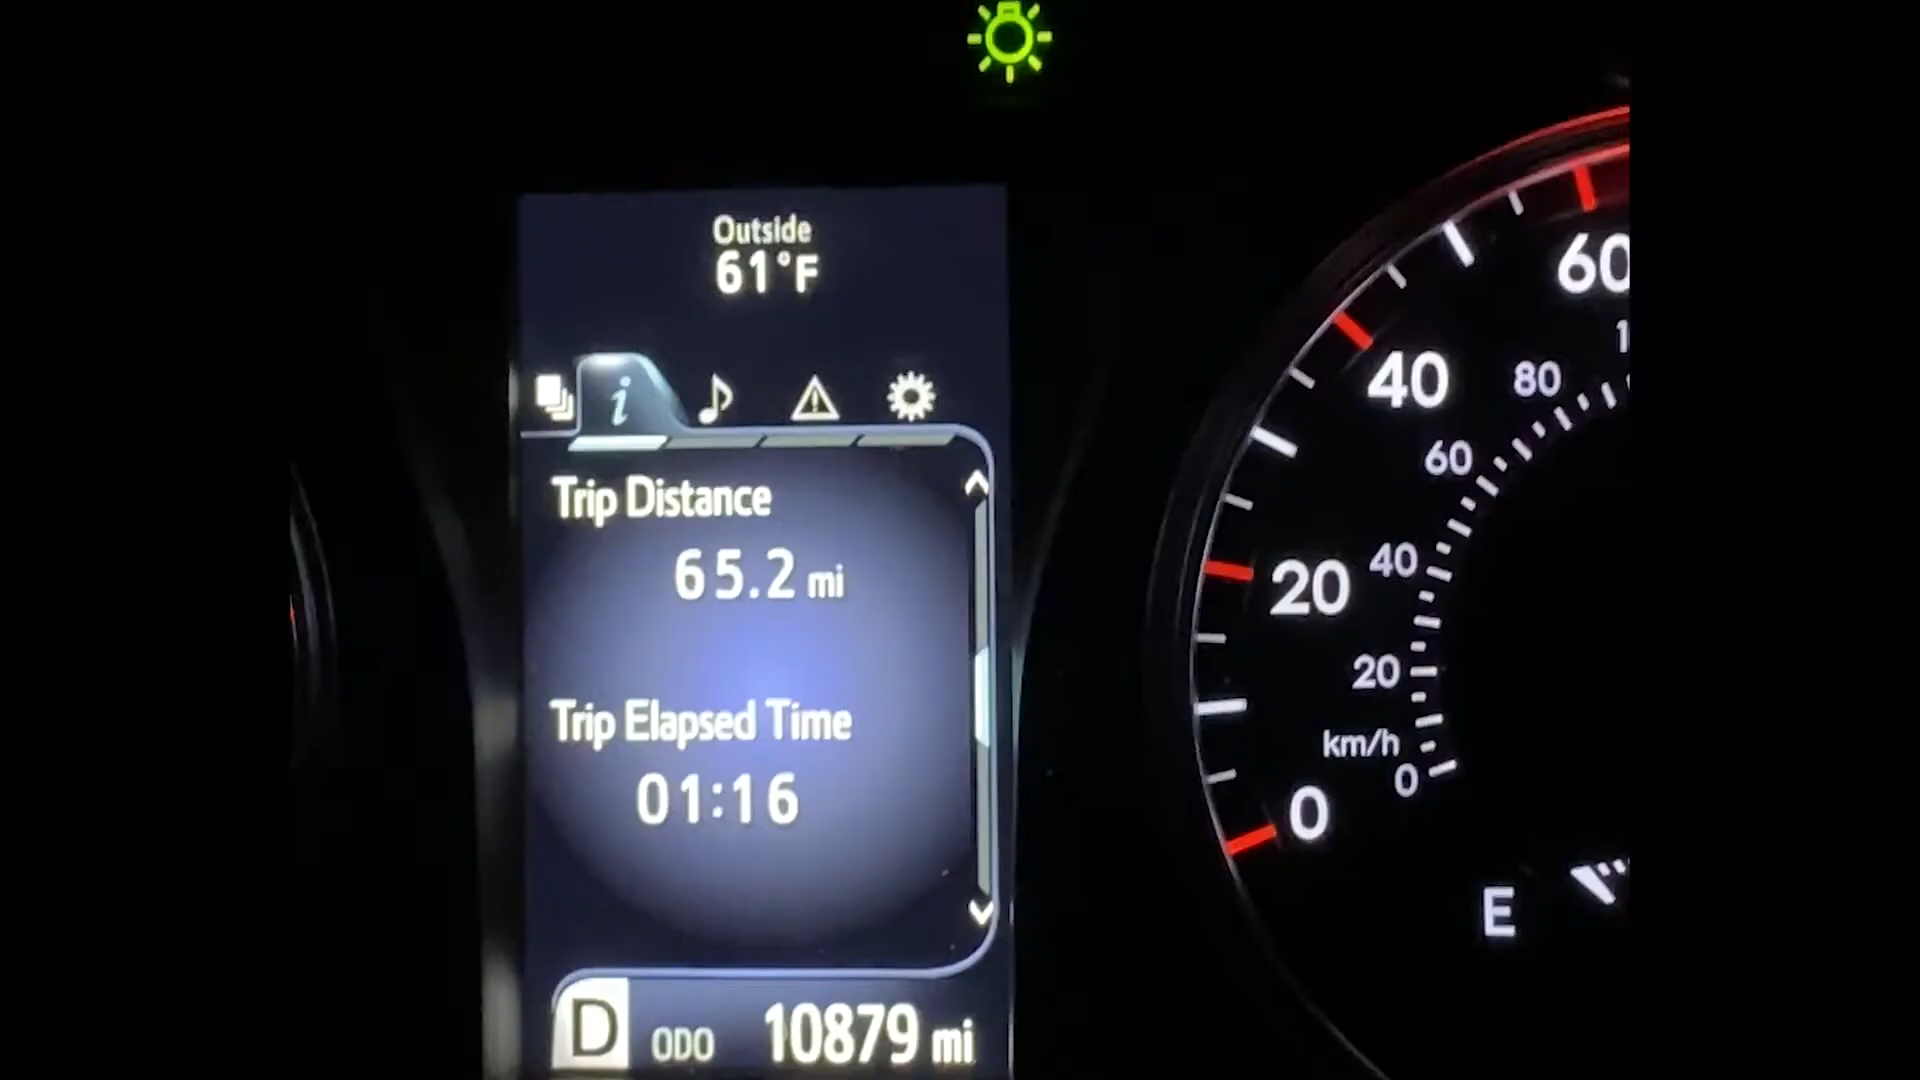 Outside
61°F
i
Trip Distance
65.2 mi
Trip Elapsed Time
01:16
D ODO 10879 mi
60
40
80
60
20
40
20
km/h
0
0
E